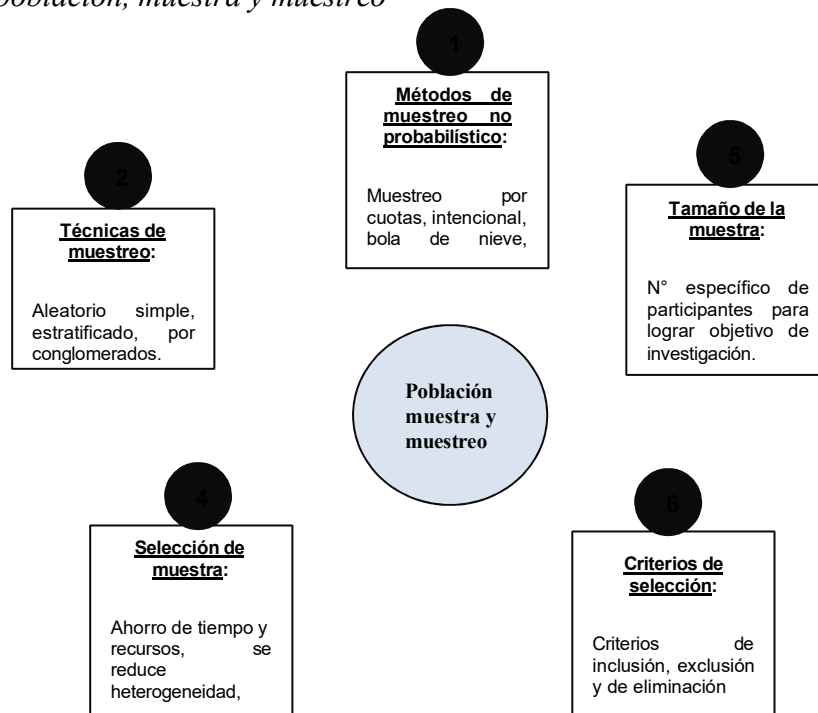 población, muestra y muestreo
1
Métodos de
muestreo no
probabilístico:
Muestreo por
cuotas, intencional,
bola de nieve,
2
Técnicas de
muestreo:
Aleatorio simple,
estratificado, por
conglomerados.
5
Tamaño de la
muestra:
N° específico de
participantes para
lograr objetivo de
investigación.
Población
muestra y
muestreo
4
Selección de
muestra:
Ahorro de tiempo y
recursos, se
reduce
heterogeneidad,
6
Criterios de
selección:
Criterios de
inclusión, exclusión
y de eliminación